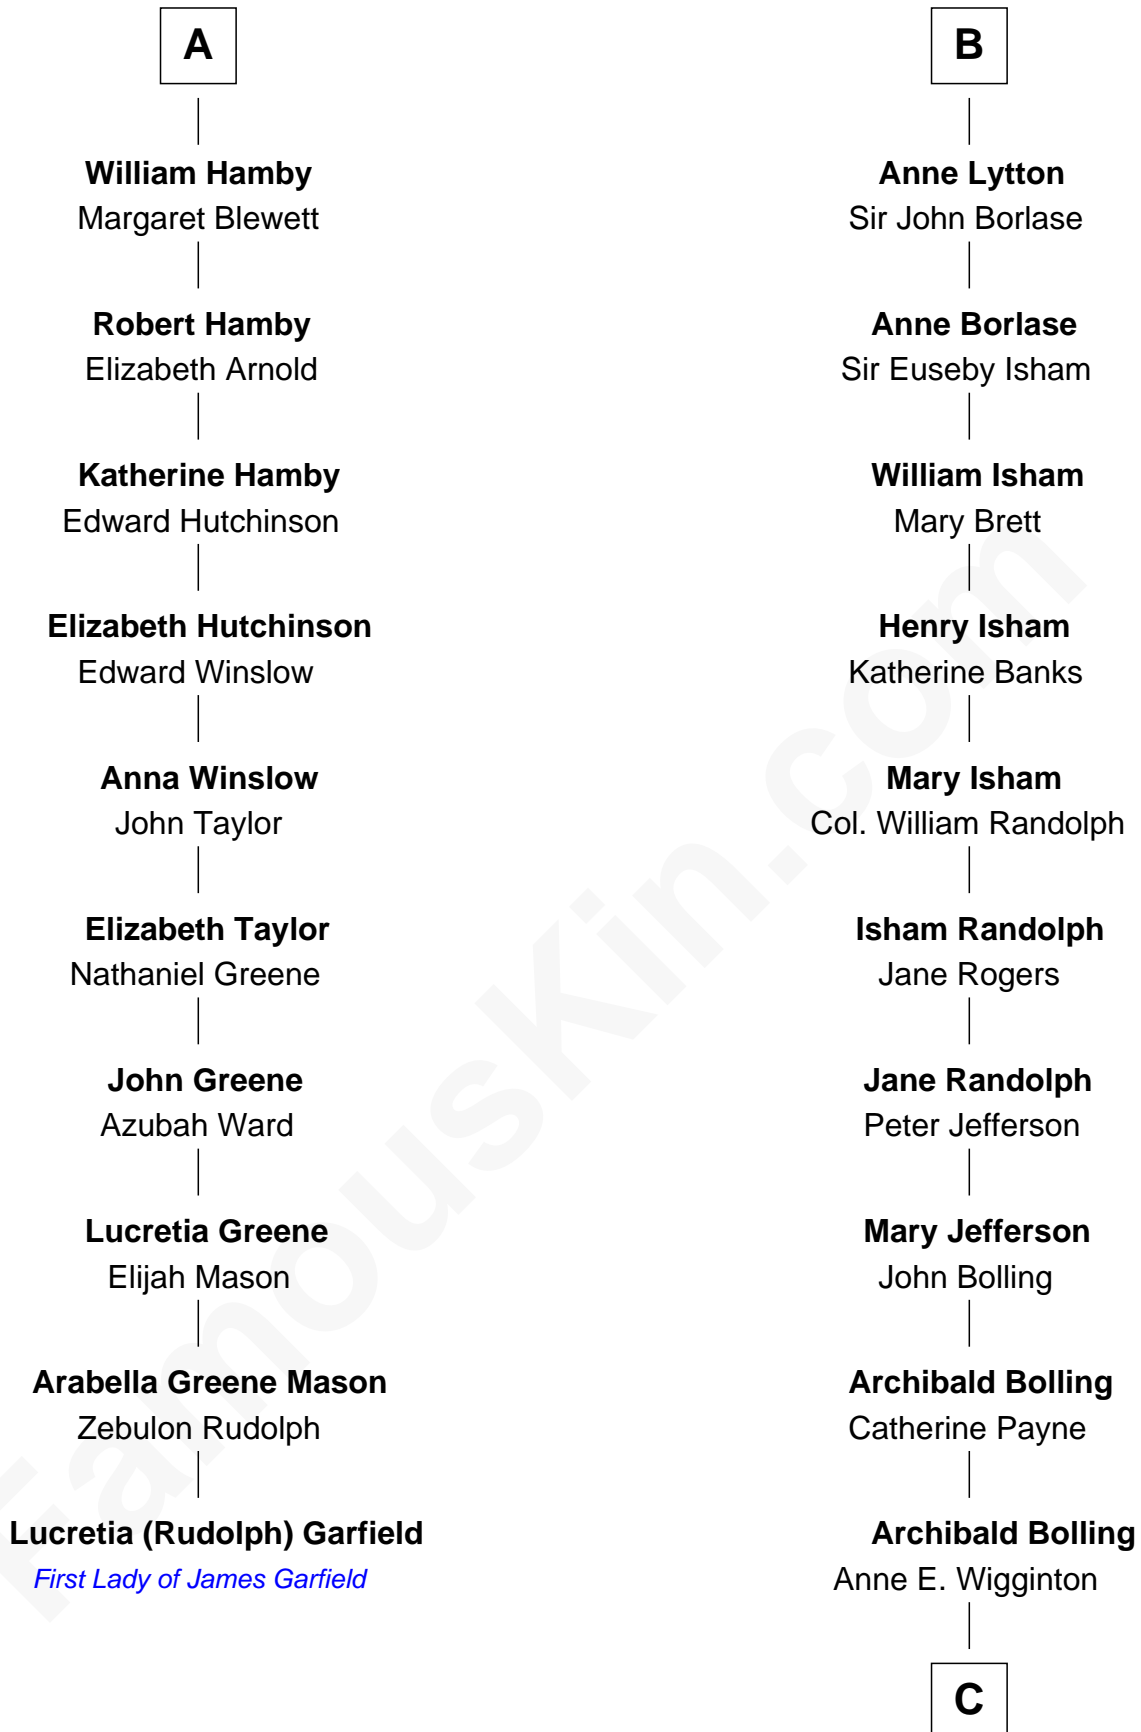 A
William Hamby
Margaret Blewett
Robert Hamby
Elizabeth Arnold
Katherine Hamby
Edward Hutchinson
Elizabeth Hutchinson
Edward Winslow
Anna Winslow
John Taylor
Elizabeth Taylor
Nathaniel Greene
John Greene
Azubah Ward
Lucretia Greene
Elijah Mason
Arabella Greene Mason
Zebulon Rudolph
Lucretia (Rudolph) Garfield
First Lady of James Garfield
B
Anne Lytton
Sir John Borlase
Anne Borlase
Sir Euseby Isham
William Isham
Mary Brett
Henry Isham
Katherine Banks
Mary Isham
Col. William Randolph
Isham Randolph
Jane Rogers
Jane Randolph
Peter Jefferson
Mary Jefferson
John Bolling
Archibald Bolling
Catherine Payne
Archibald Bolling
Anne E. Wigginton
C
FamousKin.com